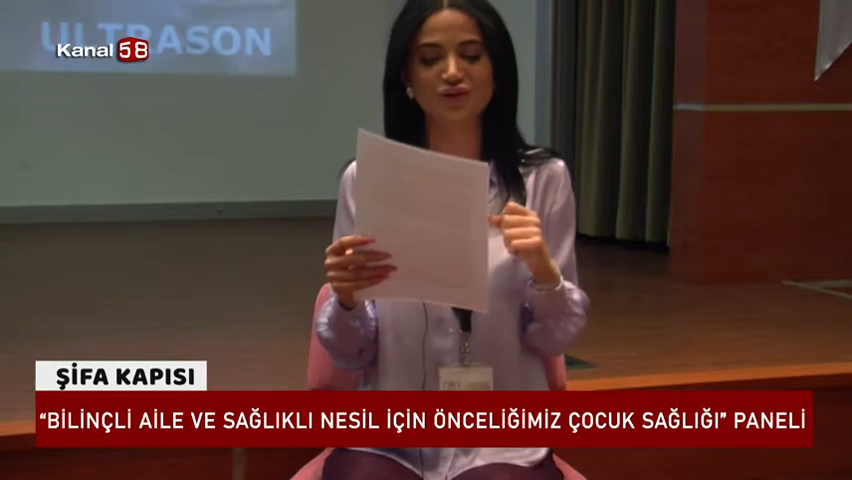 ULTRASON
Kanal 58
ŞİFA KAPISI
“BİLİNÇLİ AİLE VE SAĞLIKLI NESİL İÇİN ÖNCELİĞİMİZ ÇOCUK SAĞLIĞI” PANELİ